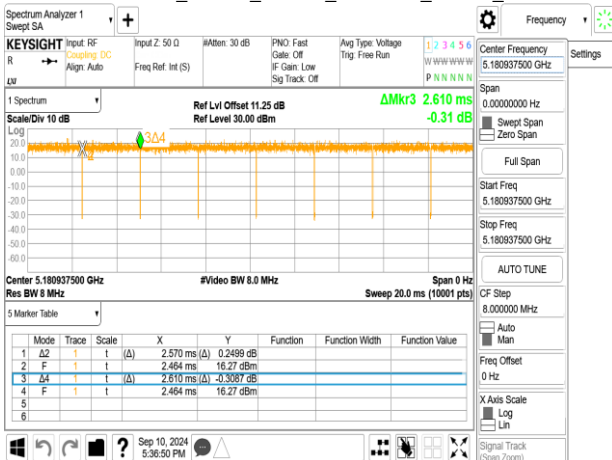 Spectrum Analyzer 1
Swept SA
+
Frequency
KEYSIGHT
Input: RF
Coupling: DC
Align: Auto
Input Z: 50 Ω
Freq Ref: Int (S)
#Atten: 30 dB
PNO: Fast
Gate: Off
IF Gain: Low
Sig Track: Off
Avg Type: Voltage
Trig: Free Run
1 2 3 4 5 6
W W W W W W
P N N N N N
R
LXI
1 Spectrum
Scale/Div 10 dB
Ref Lvl Offset 11.25 dB
Ref Level 30.00 dBm
ΔMkr3 2.610 ms
-0.31 dB
Log
20.0
10.0
0.00
-10.0
-20.0
-30.0
-40.0
-50.0
-60.0
3Δ4
Center 5.180937500 GHz
Res BW 8 MHz
#Video BW 8.0 MHz
Span 0 Hz
Sweep 20.0 ms (10001 pts)
5 Marker Table
Mode Trace Scale X Y Function Function Width Function Value
1 Δ2 1 t (Δ) 2.570 ms (Δ) 0.2499 dB
2 F 1 t 2.464 ms 16.27 dBm
3 Δ4 1 t (Δ) 2.610 ms (Δ) -0.3087 dB
4 F 1 t 2.464 ms 16.27 dBm
5
6
?
Sep 10, 2024
5:36:50 PM
Center Frequency
5.180937500 GHz
Settings
Span
0.00000000 Hz
Swept Span
Zero Span
Full Span
Start Freq
5.180937500 GHz
Stop Freq
5.180937500 GHz
AUTO TUNE
CF Step
8.000000 MHz
Auto
Man
Freq Offset
0 Hz
X Axis Scale
Log
Lin
Signal Track
(Span Zoom)